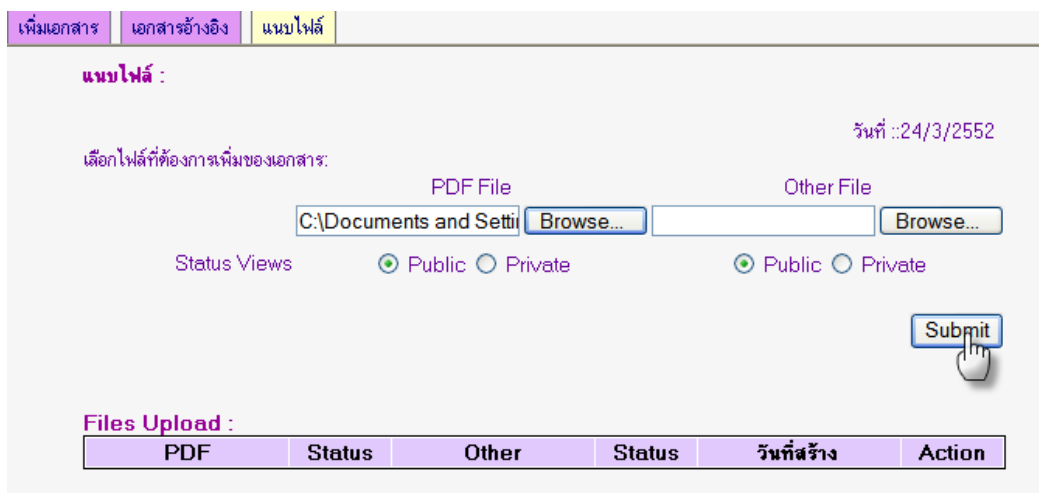 เพิ่มเอกสาร เอกสารอ้างอิง แนบไฟล์
แนบไฟล์ :
วันที่ ::24/3/2552
เลือกไฟล์ที่ต้องการเพิ่มของเอกสาร:
PDF File Other File
C:\Documents and Settin Browse... Browse...
Status Views Public Private Public Private
Submit
Files Upload :
PDF Status Other Status วันที่สร้าง Action